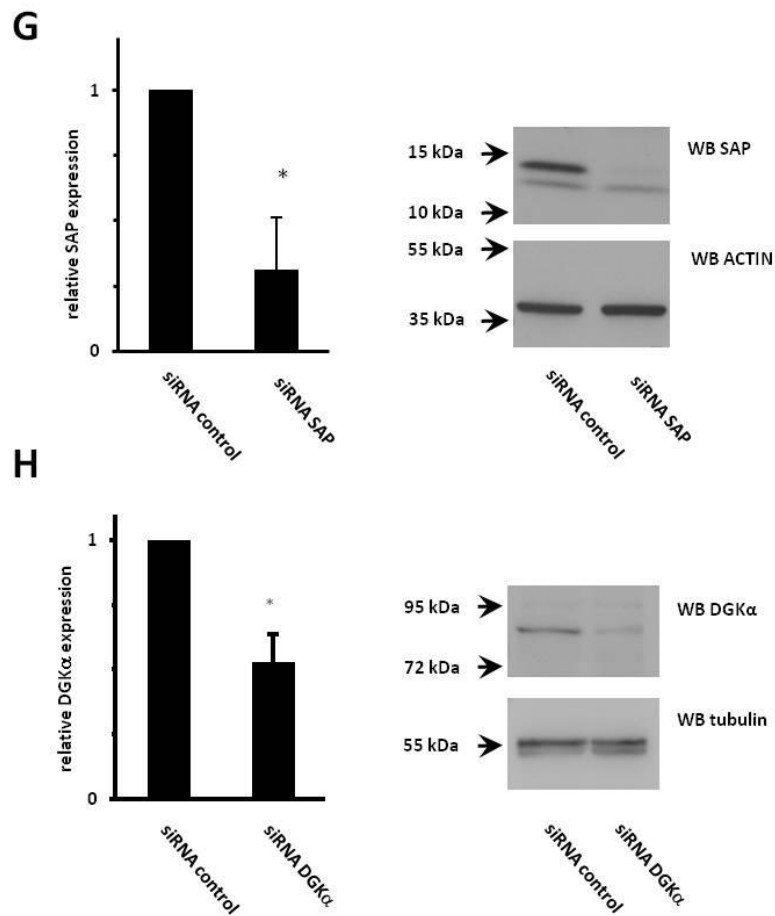 G
relative SAP expression
1
0
*
siRNA control
siRNA SAP
15 kDa
10 kDa
WB SAP
55 kDa
35 kDa
WB ACTIN
siRNA control
siRNA SAP
H
relative DGKα expression
1
0
*
siRNA control
siRNA DGKα
95 kDa
72 kDa
WB DGKα
55 kDa
WB tubulin
siRNA control
siRNA DGKα